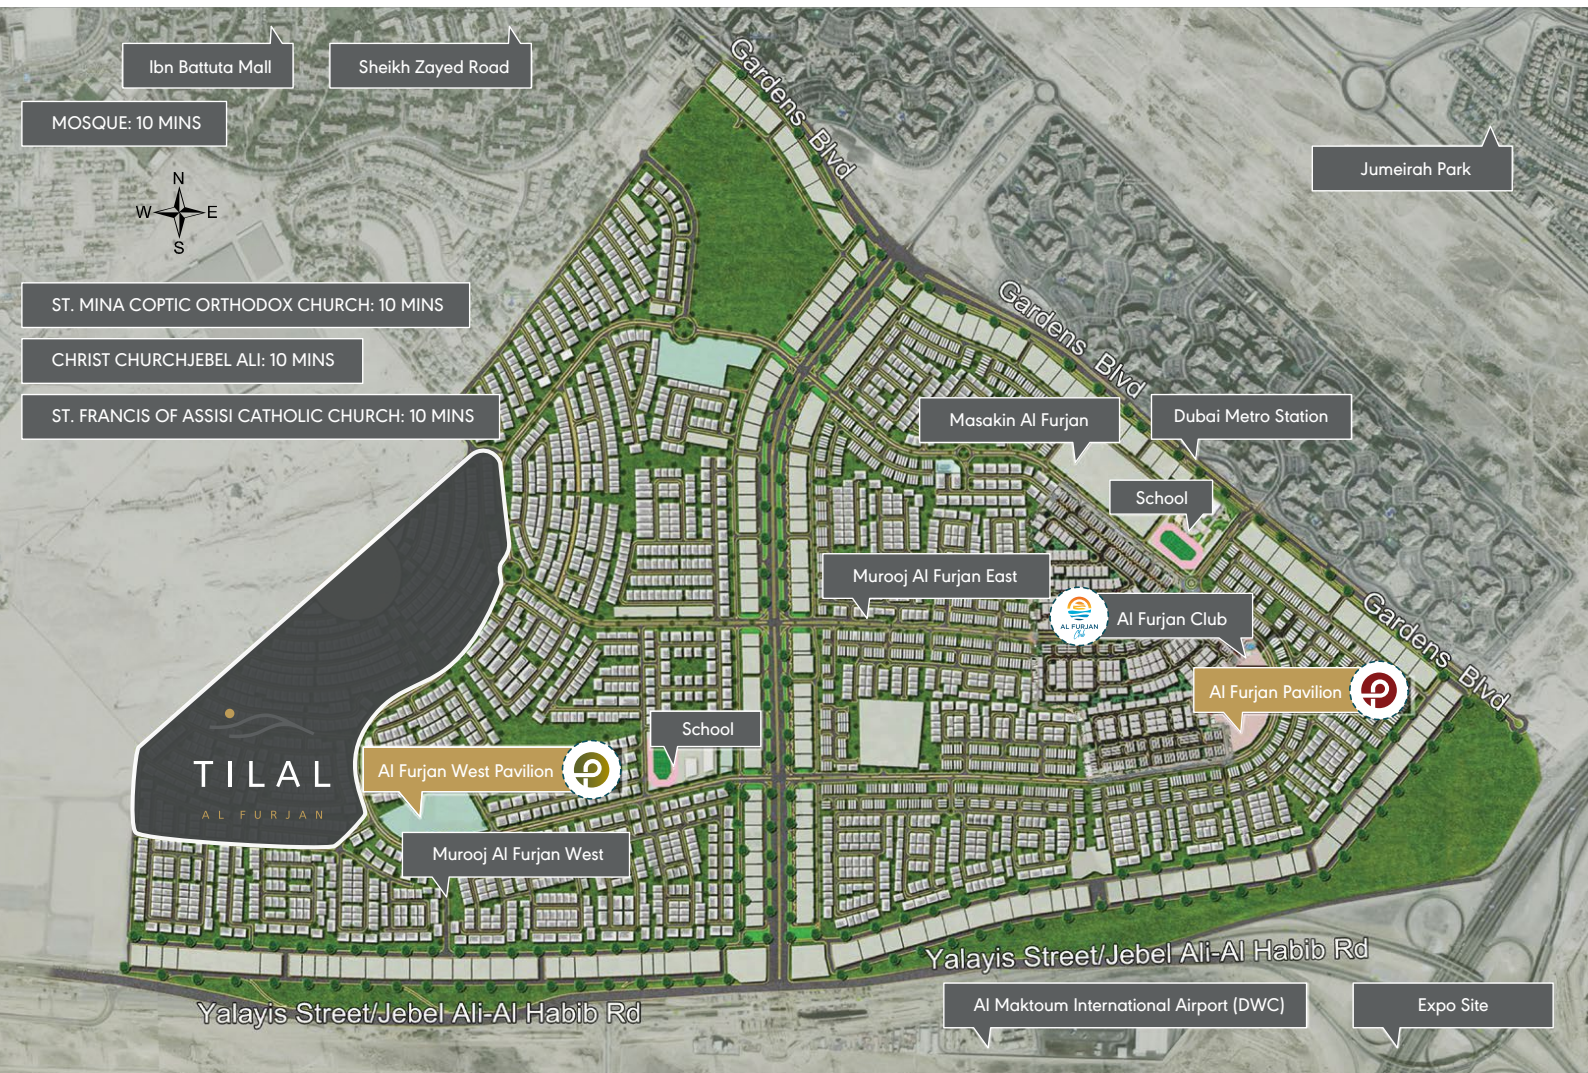 Ibn Battuta Mall
Sheikh Zayed Road
MOSQUE: 10 MINS
Gardens Blvd
Jumeirah Park
N
W
E
S
ST. MINA COPTIC ORTHODOX CHURCH: 10 MINS
Gardens Blvd
CHRIST CHURCHJEBEL ALI: 10 MINS
ST. FRANCIS OF ASSISI CATHOLIC CHURCH: 10 MINS
Masakin Al Furjan
Dubai Metro Station
School
Murooj Al Furjan East
AL FURJAN
Club
Al Furjan Club
Gardens Blvd
Al Furjan Pavilion
School
TILAL
AL FURJAN
Al Furjan West Pavilion
Murooj Al Furjan West
Yalayis Street/Jebel Ali-Al Habib Rd
Yalayis Street/Jebel Ali-Al Habib Rd
Al Maktoum International Airport (DWC)
Expo Site